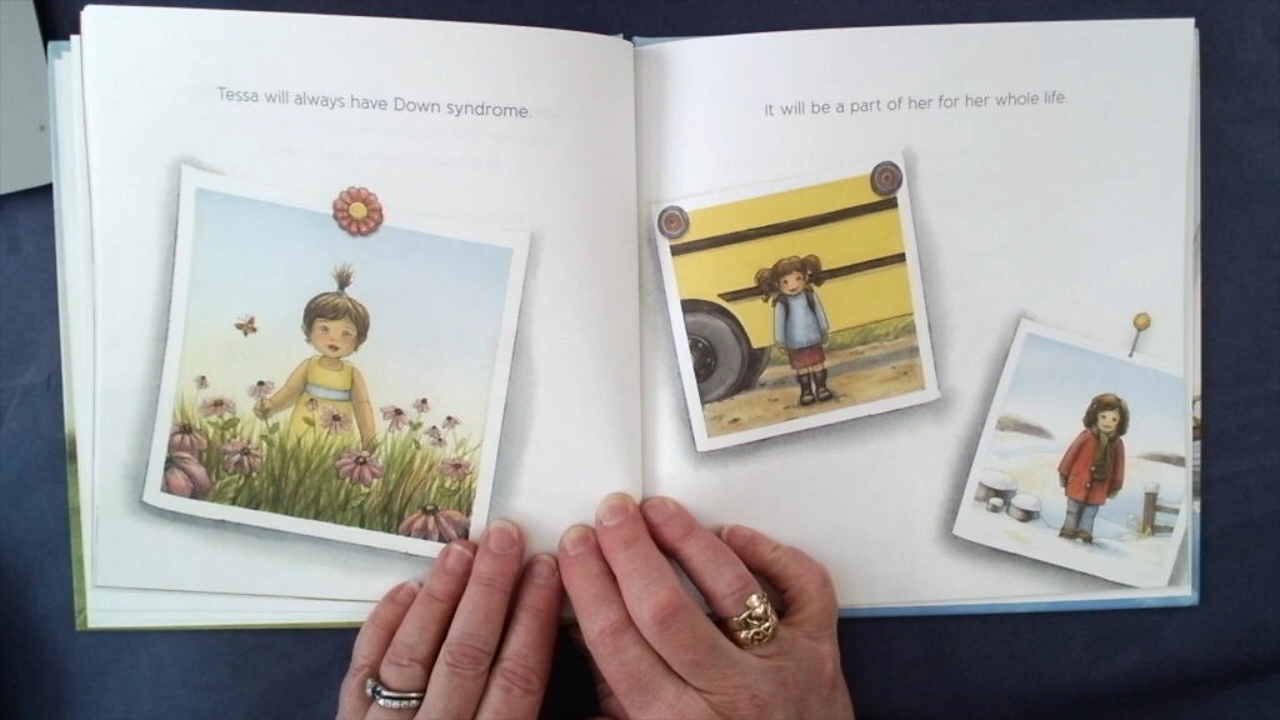 Tessa will always have Down syndrome.
It will be a part of her for her whole life.